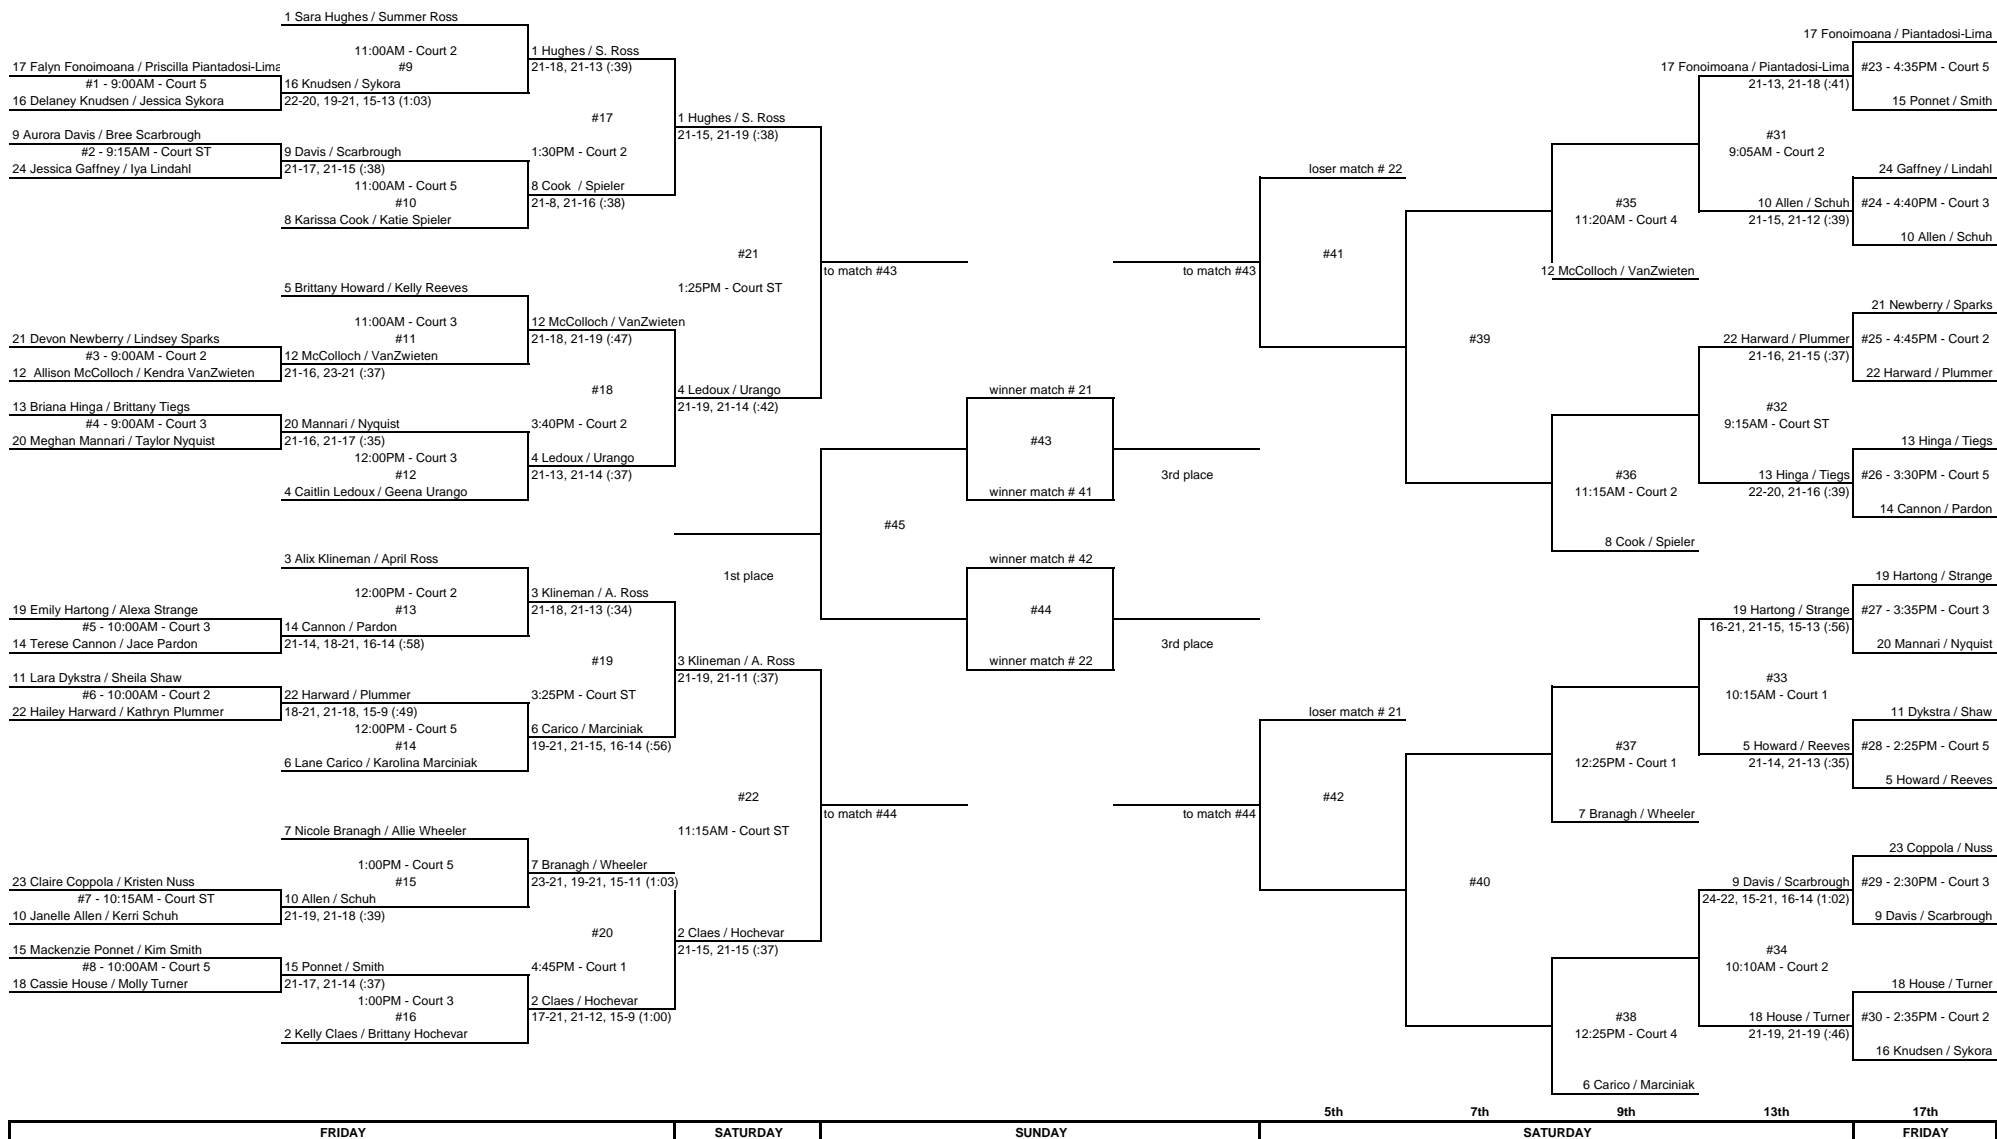 1 Sara Hughes / Summer Ross
11:00AM - Court 2
1 Hughes / S. Ross
17 Falyn Fonoimoana / Priscilla Piantadosi-Lima
#9
21-18, 21-13 (:39)
#1 - 9:00AM - Court 5
16 Knudsen / Sykora
16 Delaney Knudsen / Jessica Sykora
22-20, 19-21, 15-13 (1:03)
#17
1 Hughes / S. Ross
9 Aurora Davis / Bree Scarbrough
21-15, 21-19 (:38)
#2 - 9:15AM - Court ST
9 Davis / Scarbrough
1:30PM - Court 2
24 Jessica Gaffney / Iya Lindahl
21-17, 21-15 (:38)
11:00AM - Court 5
8 Cook / Spieler
#10
21-8, 21-16 (:38)
8 Karissa Cook / Katie Spieler
#21
to match #43
5 Brittany Howard / Kelly Reeves
1:25PM - Court ST
11:00AM - Court 3
12 McColloch / VanZwieten
21 Devon Newberry / Lindsey Sparks
#11
21-18, 21-19 (:47)
#3 - 9:00AM - Court 2
12 McColloch / VanZwieten
12 Allison McColloch / Kendra VanZwieten
21-16, 23-21 (:37)
#18
4 Ledoux / Urango
13 Briana Hinga / Brittany Tiegs
21-19, 21-14 (:42)
#4 - 9:00AM - Court 3
20 Mannari / Nyquist
3:40PM - Court 2
20 Meghan Mannari / Taylor Nyquist
21-16, 21-17 (:35)
12:00PM - Court 3
4 Ledoux / Urango
#12
21-13, 21-14 (:37)
4 Caitlin Ledoux / Geena Urango
3 Alix Klineman / April Ross
1st place
12:00PM - Court 2
3 Klineman / A. Ross
19 Emily Hartong / Alexa Strange
#13
21-18, 21-13 (:34)
#5 - 10:00AM - Court 3
14 Cannon / Pardon
14 Terese Cannon / Jace Pardon
21-14, 18-21, 16-14 (:58)
#19
3 Klineman / A. Ross
11 Lara Dykstra / Sheila Shaw
21-19, 21-11 (:37)
#6 - 10:00AM - Court 2
22 Harward / Plummer
3:25PM - Court ST
22 Hailey Harward / Kathryn Plummer
18-21, 21-18, 15-9 (:49)
12:00PM - Court 5
6 Carico / Marciniak
#14
19-21, 21-15, 16-14 (:56)
6 Lane Carico / Karolina Marciniak
#22
to match #44
7 Nicole Branagh / Allie Wheeler
11:15AM - Court ST
1:00PM - Court 5
7 Branagh / Wheeler
23 Claire Coppola / Kristen Nuss
#15
23-21, 19-21, 15-11 (1:03)
#7 - 10:15AM - Court ST
10 Allen / Schuh
10 Janelle Allen / Kerri Schuh
21-19, 21-18 (:39)
#20
2 Claes / Hochevar
15 Mackenzie Ponnet / Kim Smith
21-15, 21-15 (:37)
#8 - 10:00AM - Court 5
15 Ponnet / Smith
4:45PM - Court 1
18 Cassie House / Molly Turner
21-17, 21-14 (:37)
1:00PM - Court 3
2 Claes / Hochevar
#16
17-21, 21-12, 15-9 (1:00)
2 Kelly Claes / Brittany Hochevar
winner match # 21
#43
3rd place
winner match # 41
#45
winner match # 42
#44
3rd place
winner match # 22
17 Fonoimoana / Piantadosi-Lima
17 Fonoimoana / Piantadosi-Lima
#23 - 4:35PM - Court 5
21-13, 21-18 (:41)
15 Ponnet / Smith
#31
9:05AM - Court 2
loser match # 22
24 Gaffney / Lindahl
#35
10 Allen / Schuh
#24 - 4:40PM - Court 3
11:20AM - Court 4
21-15, 21-12 (:39)
10 Allen / Schuh
#41
to match #43
12 McColloch / VanZwieten
21 Newberry / Sparks
#39
22 Harward / Plummer
#25 - 4:45PM - Court 2
21-16, 21-15 (:37)
22 Harward / Plummer
#32
9:15AM - Court ST
13 Hinga / Tiegs
#36
13 Hinga / Tiegs
#26 - 3:30PM - Court 5
11:15AM - Court 2
22-20, 21-16 (:39)
14 Cannon / Pardon
8 Cook / Spieler
19 Hartong / Strange
19 Hartong / Strange
#27 - 3:35PM - Court 3
16-21, 21-15, 15-13 (:56)
20 Mannari / Nyquist
#33
10:15AM - Court 1
loser match # 21
11 Dykstra / Shaw
#37
5 Howard / Reeves
#28 - 2:25PM - Court 5
12:25PM - Court 1
21-14, 21-13 (:35)
5 Howard / Reeves
#42
to match #44
7 Branagh / Wheeler
23 Coppola / Nuss
#40
9 Davis / Scarbrough
#29 - 2:30PM - Court 3
24-22, 15-21, 16-14 (1:02)
9 Davis / Scarbrough
#34
10:10AM - Court 2
18 House / Turner
#38
18 House / Turner
#30 - 2:35PM - Court 2
12:25PM - Court 4
21-19, 21-19 (:46)
16 Knudsen / Sykora
6 Carico / Marciniak
5th 7th 9th 13th 17th
FRIDAY SATURDAY SUNDAY SATURDAY FRIDAY